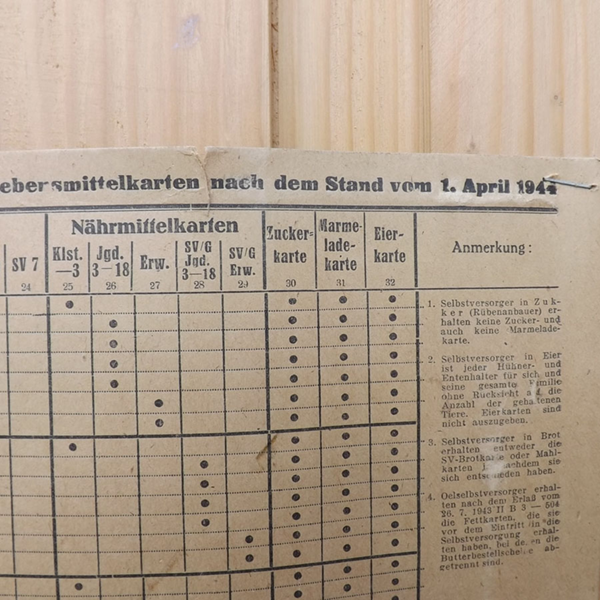 ebensmittelkarten nach dem Stand vom 1. April 1944
Nährmittelkarten
SV 7
Klst.
—3
Jgd.
3—18
Erw.
SV/G
Jgd.
3—18
SV/G
Erw.
Zucker-
karte
Marme-
lade-
karte
Eier-
karte
Anmerkung:
24 25 26 27 28 29 30 31 32
1. Selbstversorger in Zuk-
ker (Rübenanbauer) er-
halten keine Zucker- und
auch keine Marmelade-
karte.
2. Selbstversorger in Eier
ist jeder Hühner- und
Entenhalter für sich und
seine gesamte Familie
ohne Rücksicht auf die
Anzahl der gehaltenen
Tiere. Eierkarten sind
nicht auszugeben.
3. Selbstversorger in Brot
erhalten entweder die
SV-Brotkarte oder Mahl-
karten je nachdem sie
sich entschieden haben.
4. Oelselbstversorger erhal-
ten nach dem Erlaß vom
26. 7. 1943 II B 3 — 504
die Fettkarten, die sie
vor dem Eintritt in die
Selbstversorgung erhal-
ten haben, bei denen die
Butterbestellscheine ab-
getrennt sind.